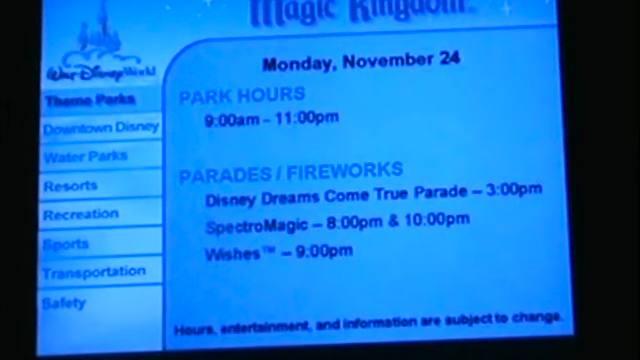 Magic Kingdom
Walt Disney World
Monday, November 24
Theme Parks
Downtown Disney
Water Parks
Resorts
Recreation
Sports
Transportation
Safety
PARK HOURS
9:00am – 11:00pm
PARADES / FIREWORKS
Disney Dreams Come True Parade – 3:00pm
SpectroMagic – 8:00pm & 10:00pm
Wishes™ – 9:00pm
Hours, entertainment, and information are subject to change.